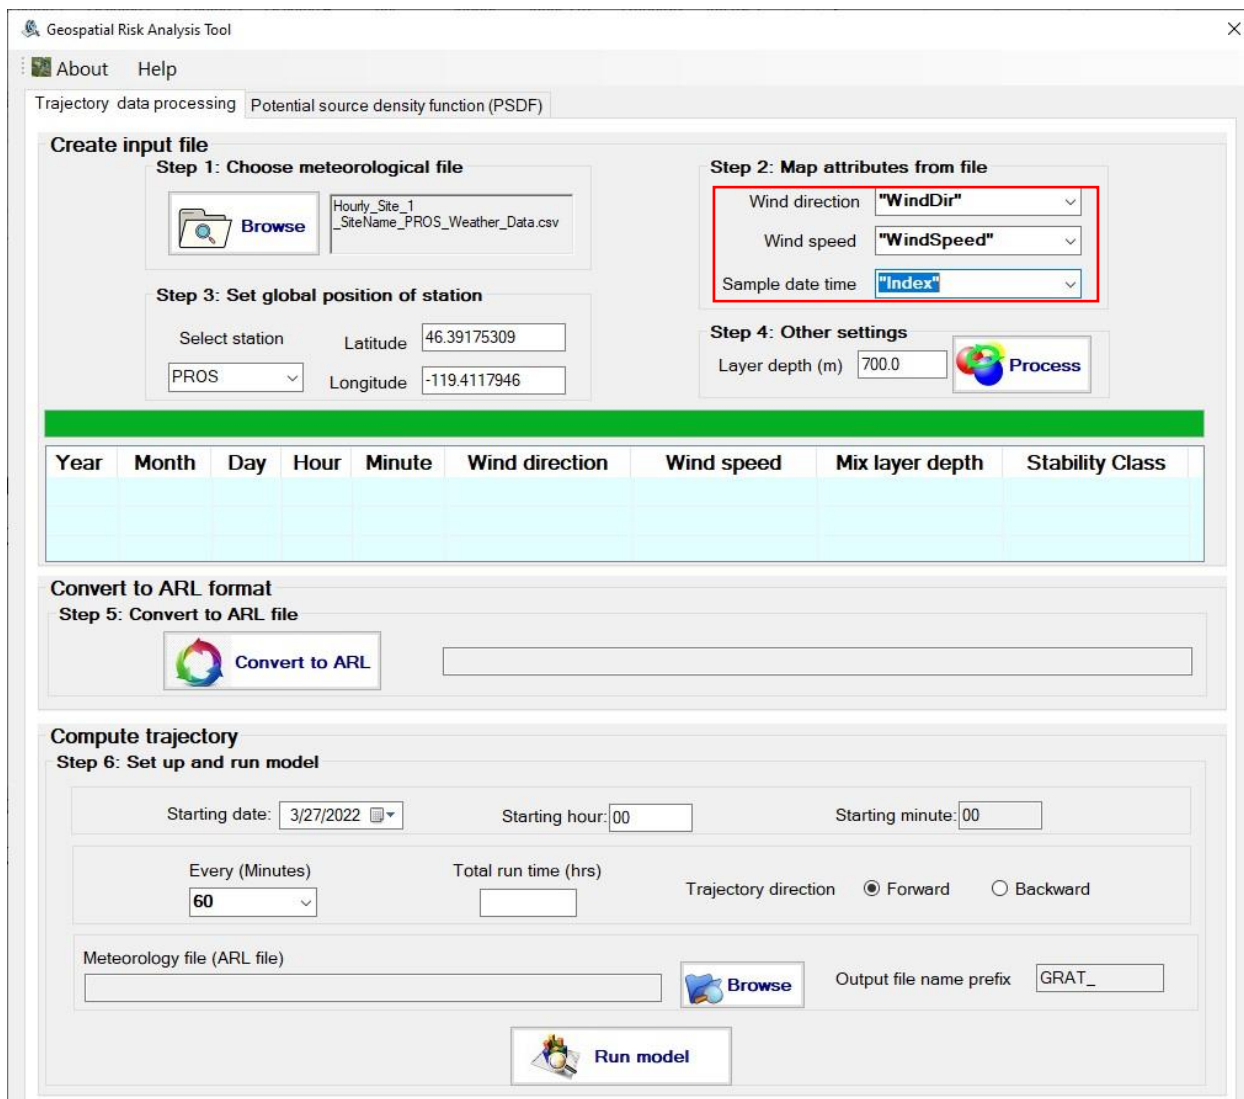 Geospatial Risk Analysis Tool
About Help
Trajectory data processing Potential source density function (PSDF)
Create input file
Step 1: Choose meteorological file
Browse
Hourly_Site_1
_SiteName_PROS_Weather_Data.csv
Step 2: Map attributes from file
Wind direction "WindDir"
Wind speed "WindSpeed"
Sample date time "Index"
Step 3: Set global position of station
Select station
PROS
Latitude 46.39175309
Longitude -119.4117946
Step 4: Other settings
Layer depth (m) 700.0
Process
Year Month Day Hour Minute Wind direction Wind speed Mix layer depth Stability Class
Convert to ARL format
Step 5: Convert to ARL file
Convert to ARL
Compute trajectory
Step 6: Set up and run model
Starting date: 3/27/2022 Starting hour: 00 Starting minute: 00
Every (Minutes)
60
Total run time (hrs)
Trajectory direction Forward Backward
Meteorology file (ARL file)
Browse
Output file name prefix GRAT_
Run model